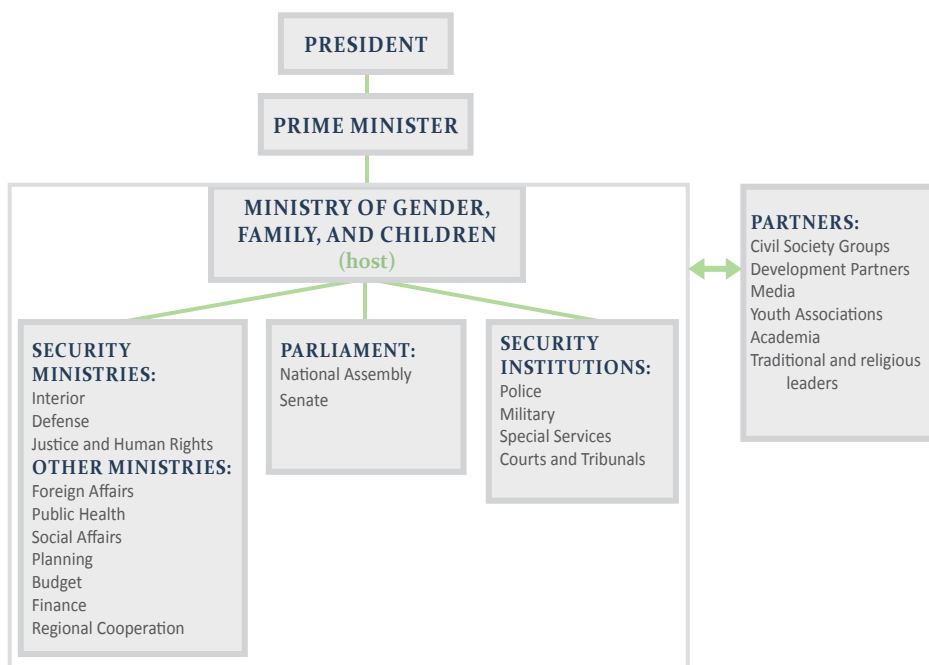 PRESIDENT
PRIME MINISTER
MINISTRY OF GENDER,
FAMILY, AND CHILDREN
(host)
SECURITY
MINISTRIES:
Interior
Defense
Justice and Human Rights
OTHER MINISTRIES:
Foreign Affairs
Public Health
Social Affairs
Planning
Budget
Finance
Regional Cooperation
PARLIAMENT:
National Assembly
Senate
SECURITY
INSTITUTIONS:
Police
Military
Special Services
Courts and Tribunals
PARTNERS:
Civil Society Groups
Development Partners
Media
Youth Associations
Academia
Traditional and religious
leaders